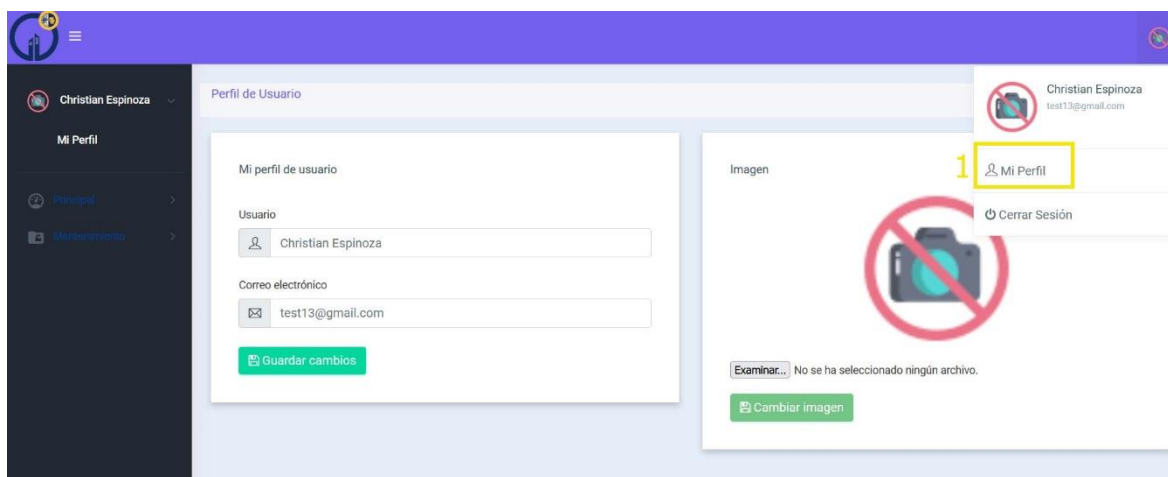 Christian Espinoza
Mi Perfil
Principal
Mantenimiento
Perfil de Usuario
Mi perfil de usuario
Usuario
Christian Espinoza
Correo electrónico
test13@gmail.com
Guardar cambios
Imagen
Examinar... No se ha seleccionado ningún archivo.
Cambiar imagen
Christian Espinoza
test13@gmail.com
1 Mi Perfil
Cerrar Sesión